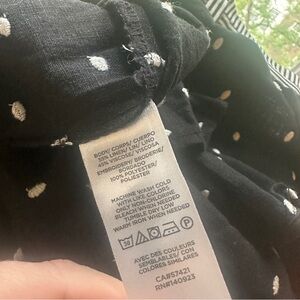 BODY/ CORPS/ CUERPO
55% LINEN/ LIN/ LINO
45% VISCOSE/ VISCOSA
EMBROIDERY/ BRODERIE/
BORDADO
100% POLYESTER/
POLIESTER
MACHINE WASH COLD
WITH LIKE COLORS
ONLY NON-CHLORINE
BLEACH WHEN NEEDED
TUMBLE DRY LOW
WARM IRON WHEN NEEDED
AVEC DES COULEURS
SEMBLABLES/ CON
COLORES SIMILARES
CA#57421
RN#140923